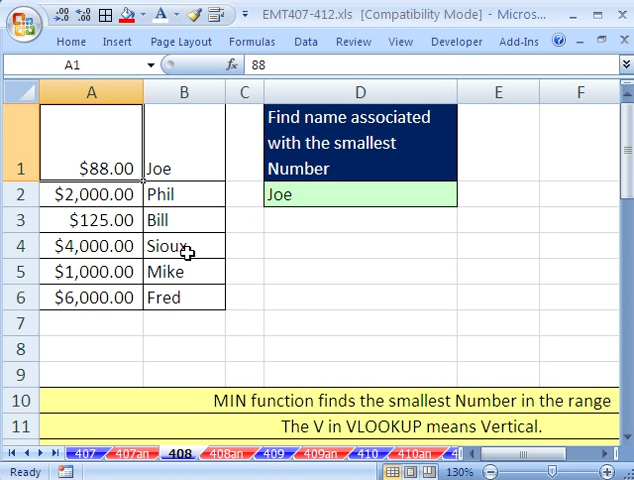 EMT407-412.xls [Compatibility Mode] - Micros...
Home Insert Page Layout Formulas Data Review View Developer Add-Ins
A1 fx 88
A B C D E F
Find name associated
with the smallest
1 $88.00 Joe Number
2 $2,000.00 Phil Joe
3 $125.00 Bill
4 $4,000.00 Sioux
5 $1,000.00 Mike
6 $6,000.00 Fred
7
8
9
10 MIN function finds the smallest Number in the range
11 The V in VLOOKUP means Vertical.
407 407an 408 408an 409 409an 410 410an
Ready 130%